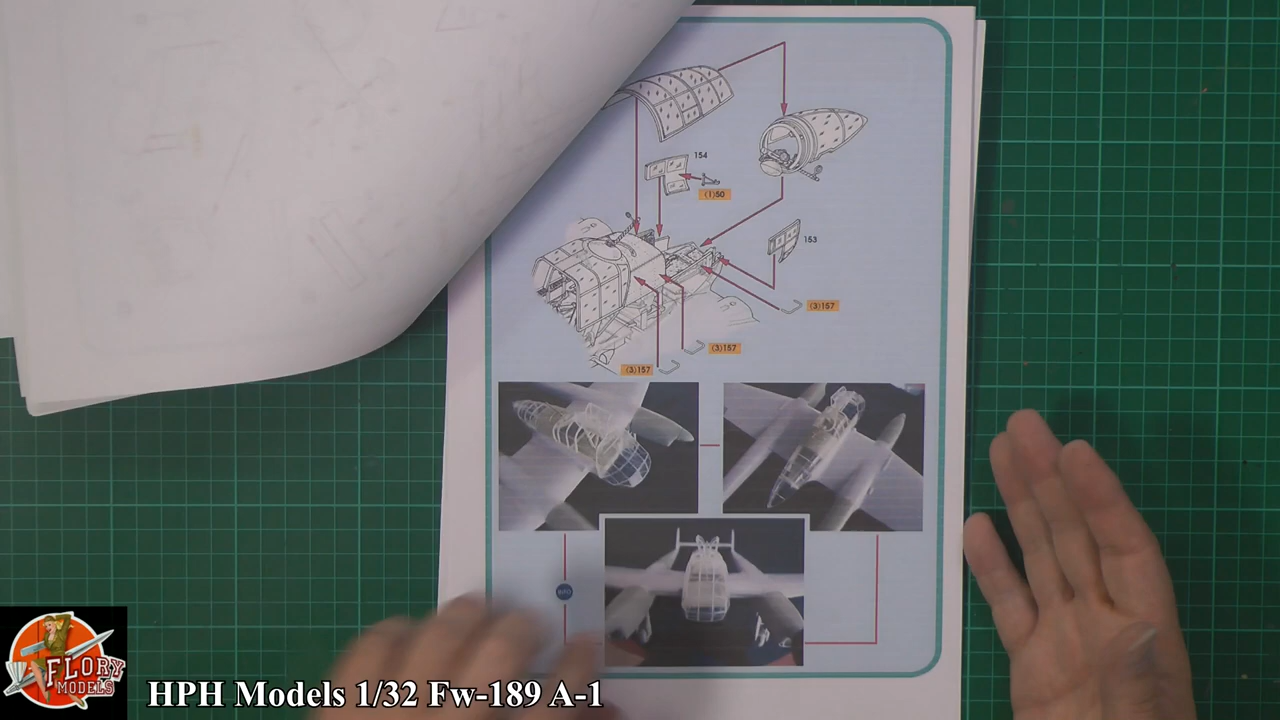 154
(1)50
153
(3)157
(3)157
(3)157
FLORY
MODELS
HPH Models 1/32 Fw-189 A-1